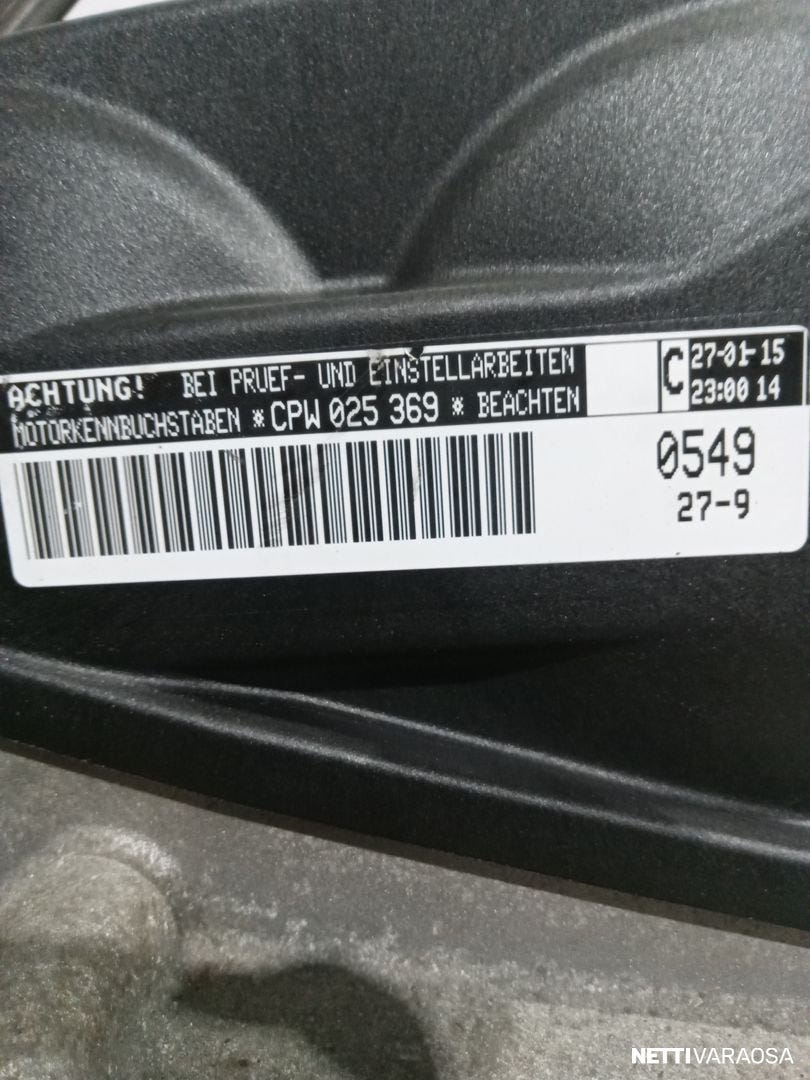 ACHTUNG! BEI PRUEF- UND EINSTELLARBEITEN
MOTORKENNBUCHSTABEN *CPW 025 369 * BEACHTEN
C
27-01-15
23:00 14
0549
27-9
NETTIVARAOSA